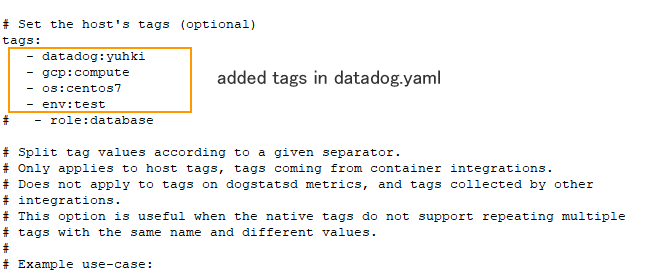 # Set the host's tags (optional)
tags:
   - datadog:yuhki
   - gcp:compute
   - os:centos7
   - env:test
#   - role:database
added tags in datadog.yaml

# Split tag values according to a given separator.
# Only applies to host tags, tags coming from container integrations.
# Does not apply to tags on dogstatsd metrics, and tags collected by other
# integrations.
# This option is useful when the native tags do not support repeating multiple
# tags with the same name and different values.
#
# Example use-case: